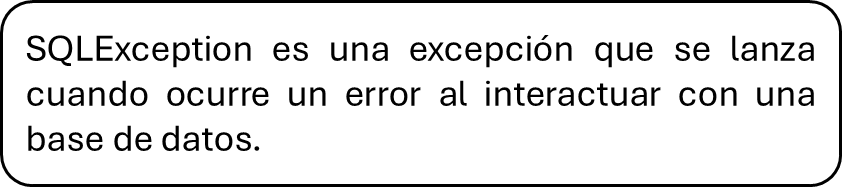 SQLException es una excepción que se lanza
cuando ocurre un error al interactuar con una
base de datos.